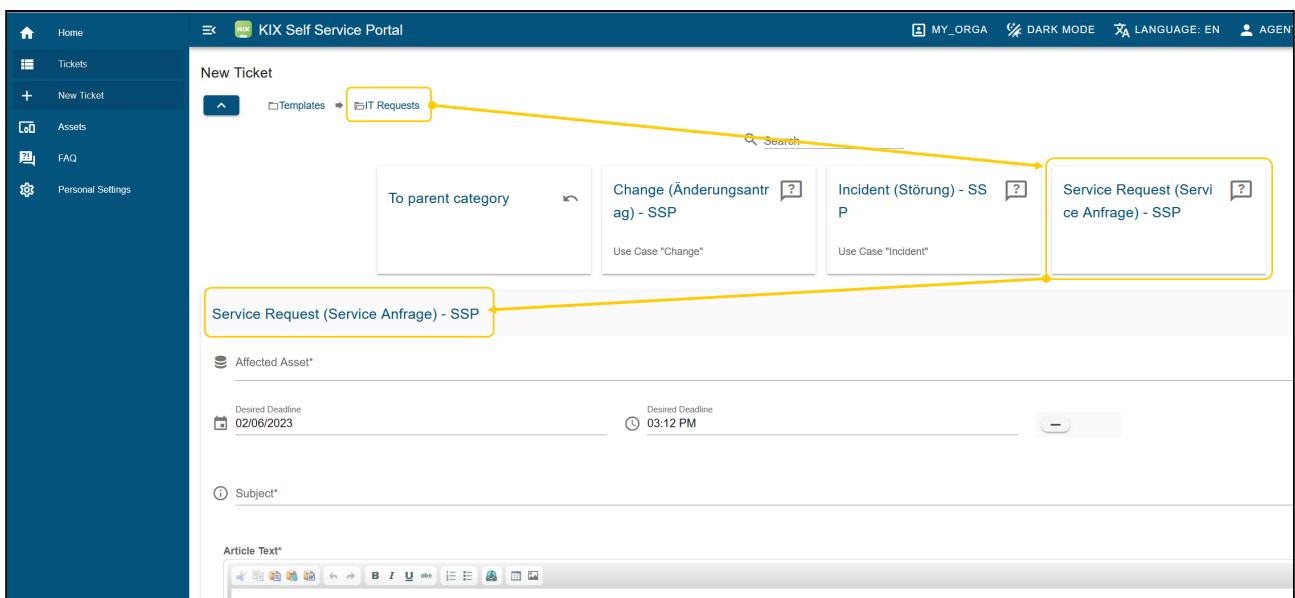 Home
KIX Self Service Portal
MY_ORGA
DARK MODE
LANGUAGE: EN
AGENT
Tickets
New Ticket
Assets
FAQ
Personal Settings
New Ticket
Templates
IT Requests
Search
To parent category
Change (Änderungsantr
ag) - SSP
Use Case "Change"
Incident (Störung) - SS
P
Use Case "Incident"
Service Request (Servi
ce Anfrage) - SSP
Service Request (Service Anfrage) - SSP
Affected Asset*
Desired Deadline
02/06/2023
Desired Deadline
03:12 PM
Subject*
Article Text*
B I U abc